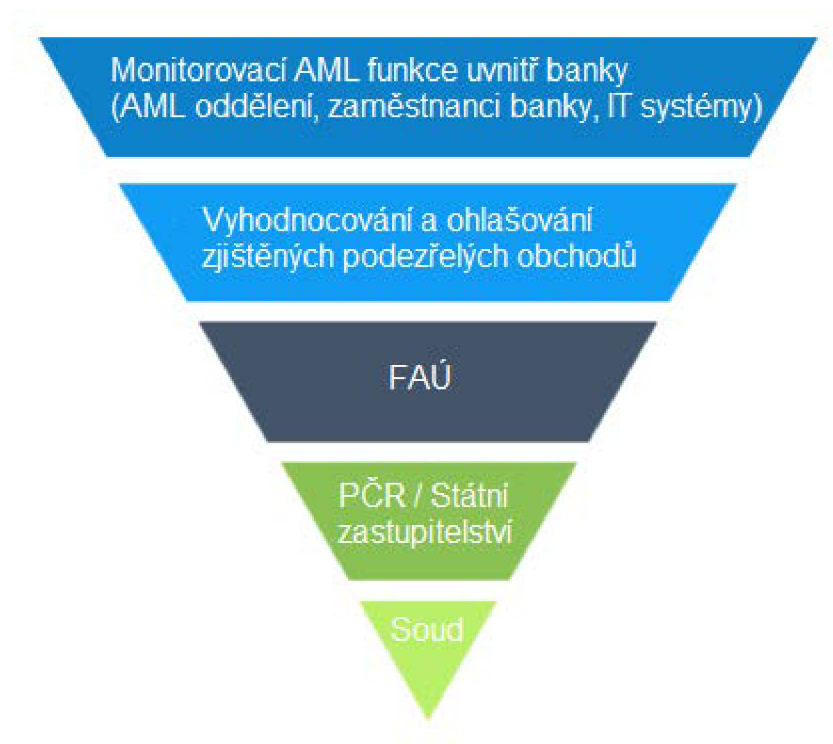 Monitorovací AML funkce uvnitř banky
(AML oddělení, zaměstnanci banky, IT systémy)
Vyhodnocování a ohlašování
zjištěných podezřelých obchodů
FAÚ
PČR / Státní
zastupitelství
Soud